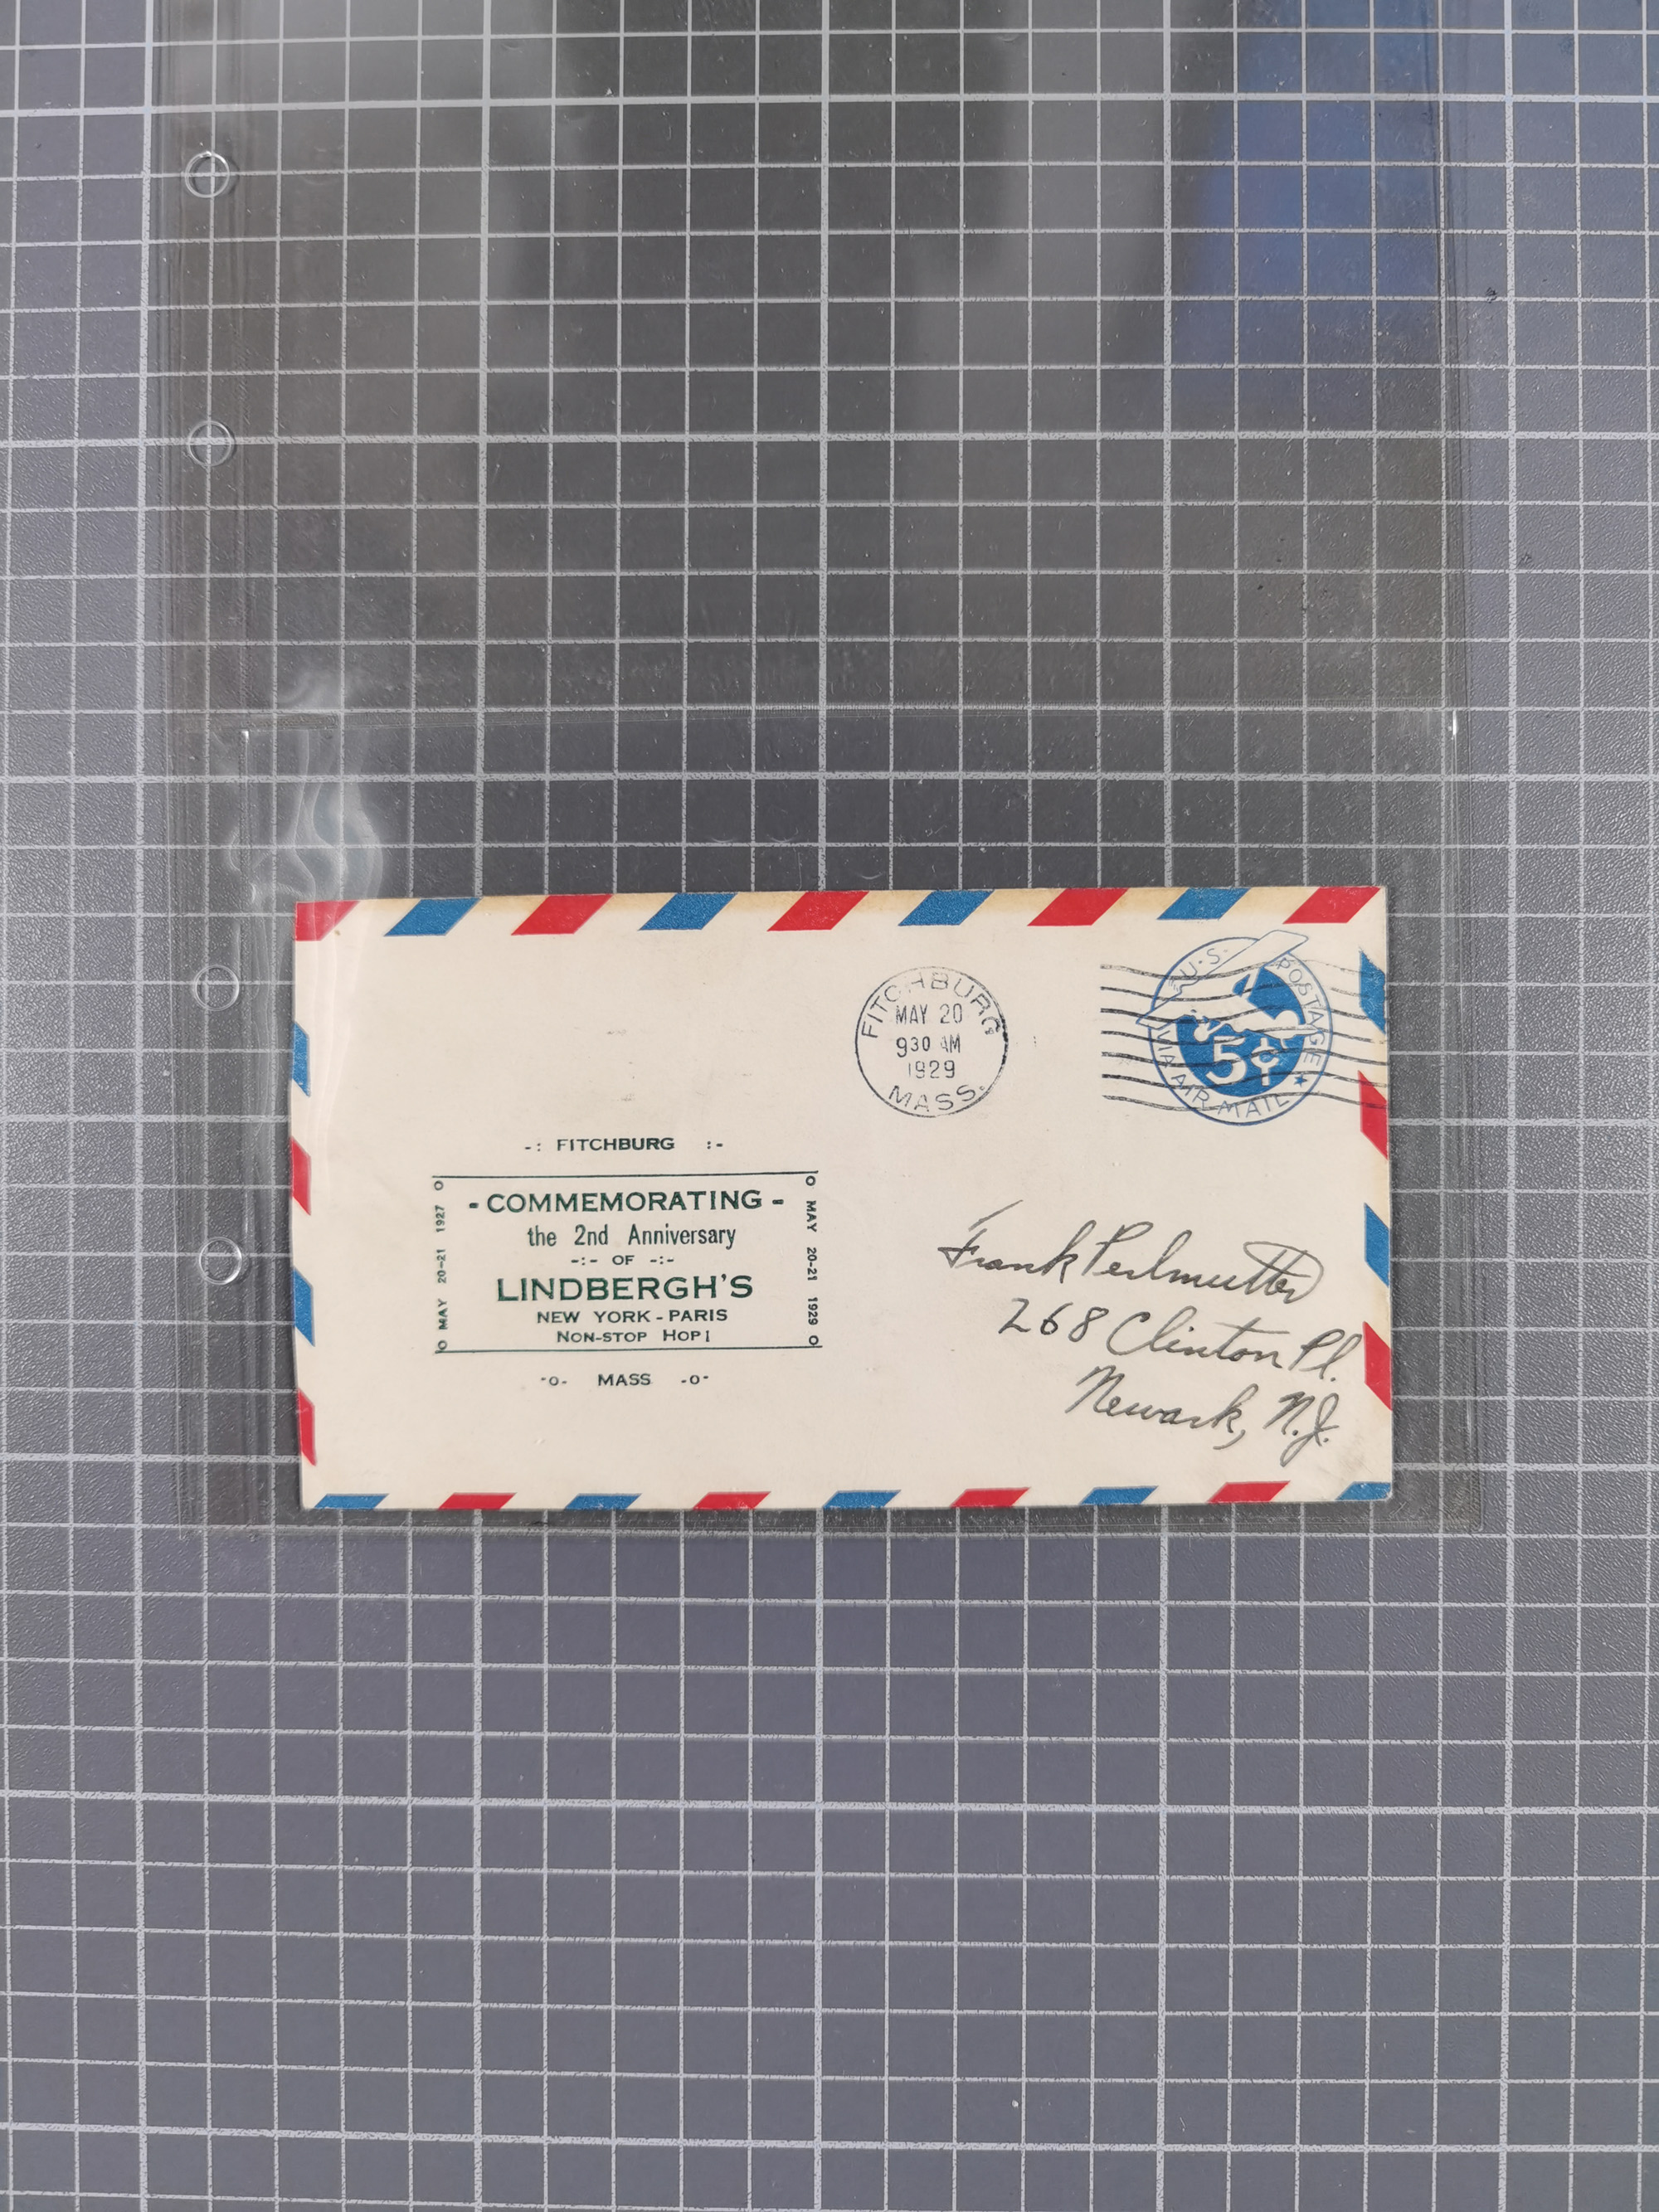 FITCHBURG
MAY 20
930 AM
1929
MASS.
U·S· POSTAGE
5¢
VIA AIR MAIL
-: FITCHBURG :-
MAY 20-21 1927
- COMMEMORATING -
the 2nd Anniversary
-:- OF -:-
LINDBERGH'S
NEW YORK - PARIS
NON-STOP HOP!
MAY 20-21 1929
-o- MASS -o-
Frank Perlmutter
268 Clinton Pl.
Newark, N.J.